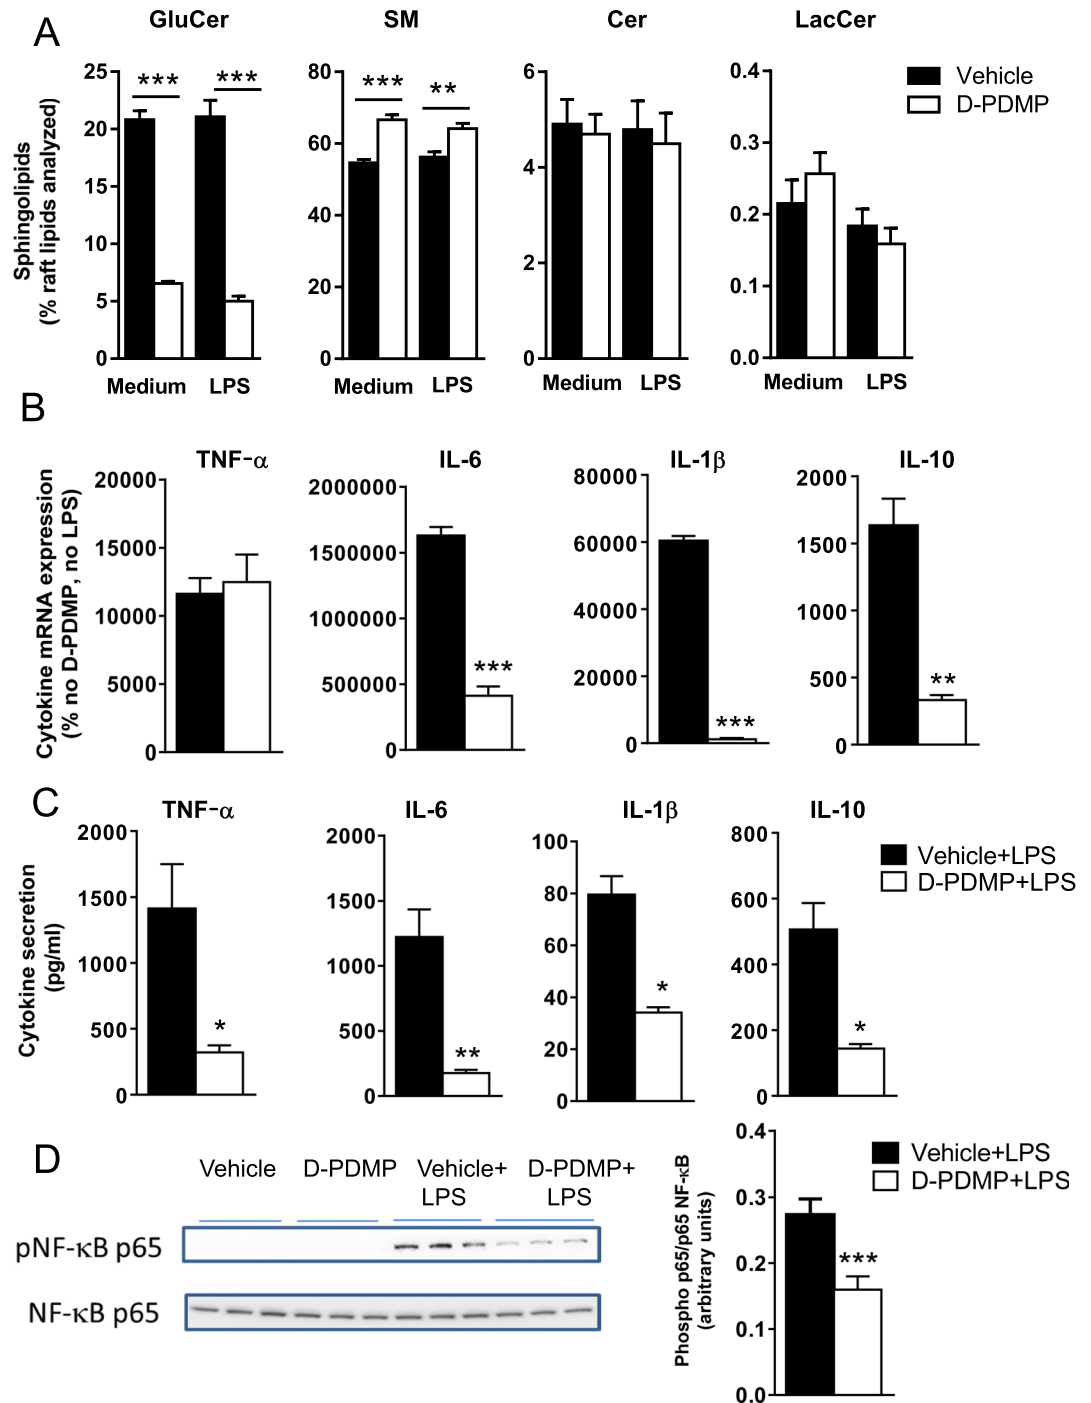 A
GluCer
SM
Cer
LacCer
Sphingolipids
(% raft lipids analyzed)
25
20
15
10
5
0
***
***
Medium
LPS
80
60
40
20
0
***
**
Medium
LPS
6
4
2
0
Medium
LPS
0.4
0.3
0.2
0.1
0.0
Medium
LPS
Vehicle
D-PDMP
B
Cytokine mRNA expression
(% no D-PDMP, no LPS)
TNF-α
20000
15000
10000
5000
0
IL-6
2000000
1500000
1000000
500000
0
***
IL-1β
80000
60000
40000
20000
0
***
IL-10
2000
1500
1000
500
0
**
C
Cytokine secretion
(pg/ml)
TNF-α
2000
1500
1000
500
0
*
IL-6
2000
1500
1000
500
0
**
IL-1β
100
80
60
40
20
0
*
IL-10
800
600
400
200
0
*
Vehicle+LPS
D-PDMP+LPS
D
Vehicle
D-PDMP
Vehicle+
LPS
D-PDMP+
LPS
pNF-κB p65
NF-κB p65
Phospho p65/p65 NF-κB
(arbitrary units)
0.4
0.3
0.2
0.1
0.0
***
Vehicle+LPS
D-PDMP+LPS